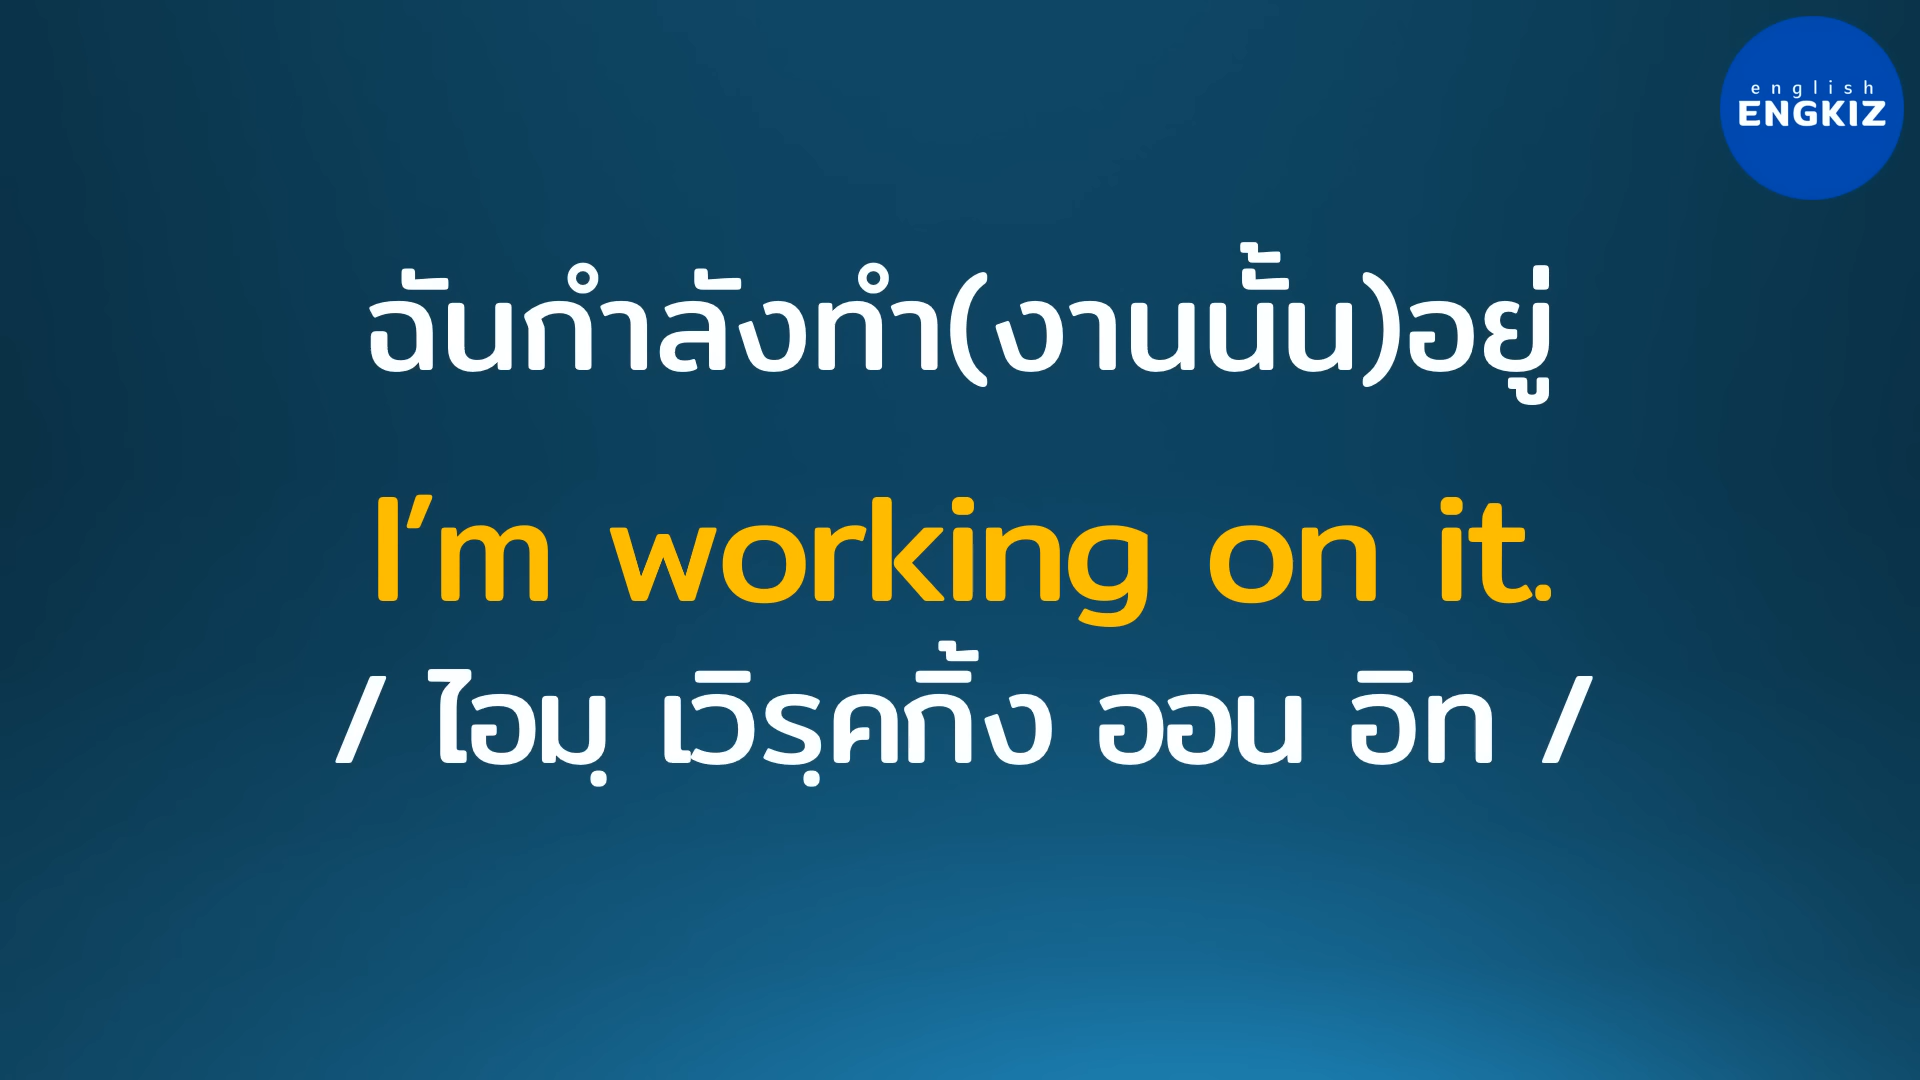 english
ENGKIZ
ฉันกำลังทำ(งานนั้น)อยู่
I’m working on it.
/ ไอมฺ เวิรฺคกิ้ง ออน อิท /